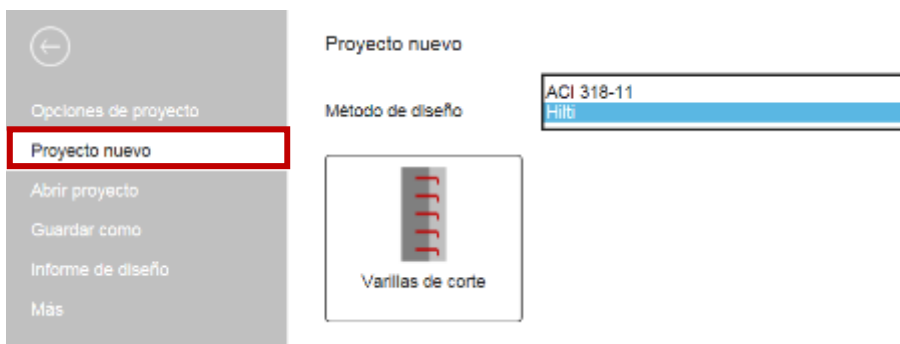 Opciones de proyecto
Proyecto nuevo
Abrir proyecto
Guardar como
Informe de diseño
Más
Proyecto nuevo
Método de diseño
ACI 318-11
Hilti
Varillas de corte